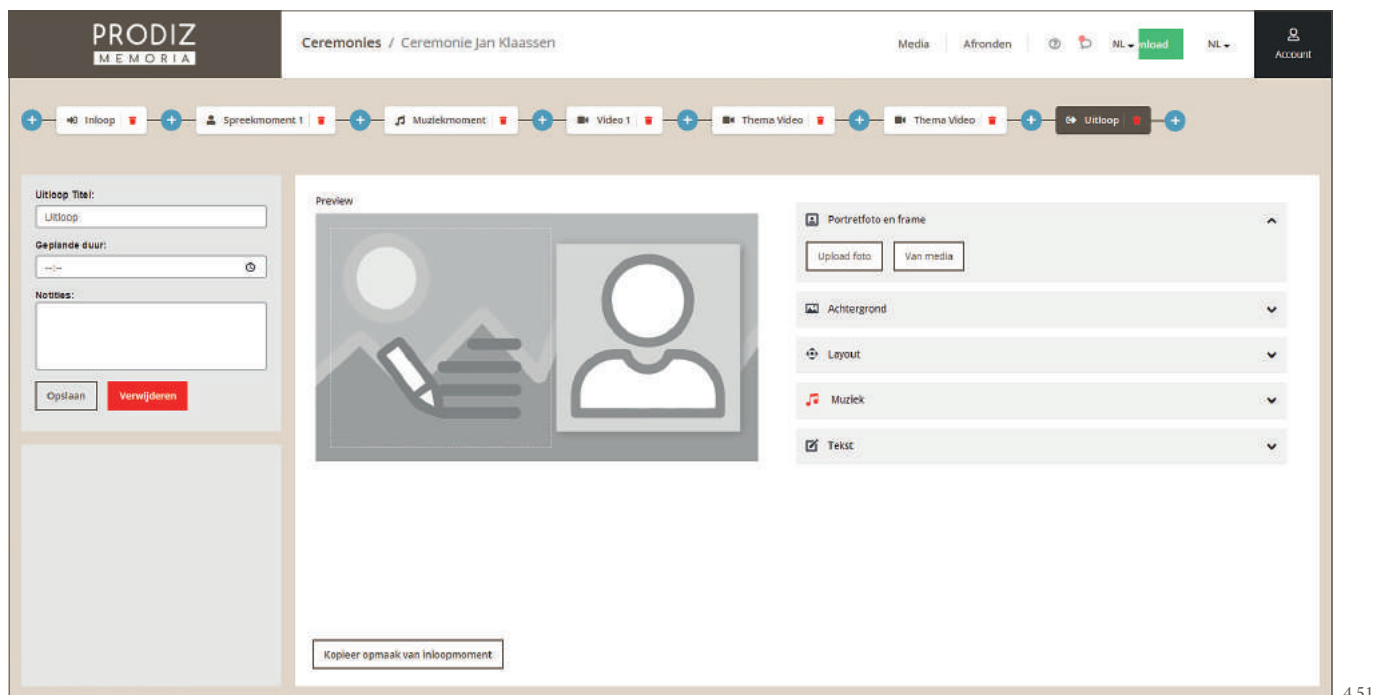 PRODIZ
MEMORIA
Ceremonies / Ceremonie Jan Klaassen
Media Afronden NL nload NL
Account
Inloop Spreekmoment 1 Muziekmoment Video 1 Thema Video Thema Video Uitloop
Uitloop Titel:
Uitloop
Geplande duur:
--:--
Notities:
Opslaan Verwijderen
Preview
Portretfoto en frame
Upload foto Van media
Achtergrond
Layout
Muziek
Tekst
Kopieer opmaak van inloopmoment
4.51